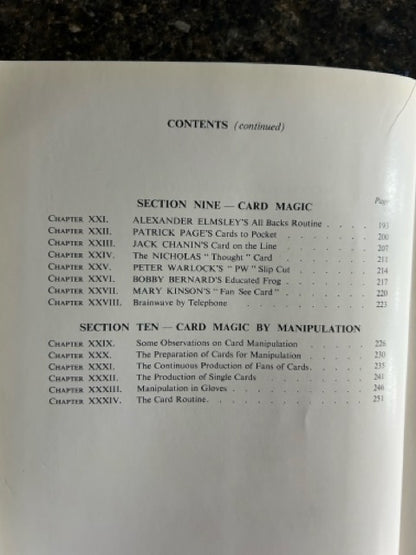 CONTENTS (continued)
SECTION NINE — CARD MAGIC
Page
CHAPTER XXI. ALEXANDER ELMSLEY'S All Backs Routine . . . . 193
CHAPTER XXII. PATRICK PAGE'S Cards to Pocket . . . . . . 200
CHAPTER XXIII. JACK CHANIN'S Card on the Line . . . . . . 207
CHAPTER XXIV. The NICHOLAS "Thought" Card . . . . . . 211
CHAPTER XXV. PETER WARLOCK'S "PW" Slip Cut . . . . . . 214
CHAPTER XXVI. BOBBY BERNARD'S Educated Frog . . . . . . 217
CHAPTER XXVII. MARY KINSON'S "Fan See Card" . . . . . . 220
CHAPTER XXVIII. Brainwave by Telephone . . . . . . . . 223
SECTION TEN — CARD MAGIC BY MANIPULATION
CHAPTER XXIX. Some Observations on Card Manipulation . . . . . 226
CHAPTER XXX. The Preparation of Cards for Manipulation . . . . 230
CHAPTER XXXI. The Continuous Production of Fans of Cards. . . . 235
CHAPTER XXXII. The Production of Single Cards . . . . . . 241
CHAPTER XXXIII. Manipulation in Gloves . . . . . . . . 246
CHAPTER XXXIV. The Card Routine. . . . . . . . . 251